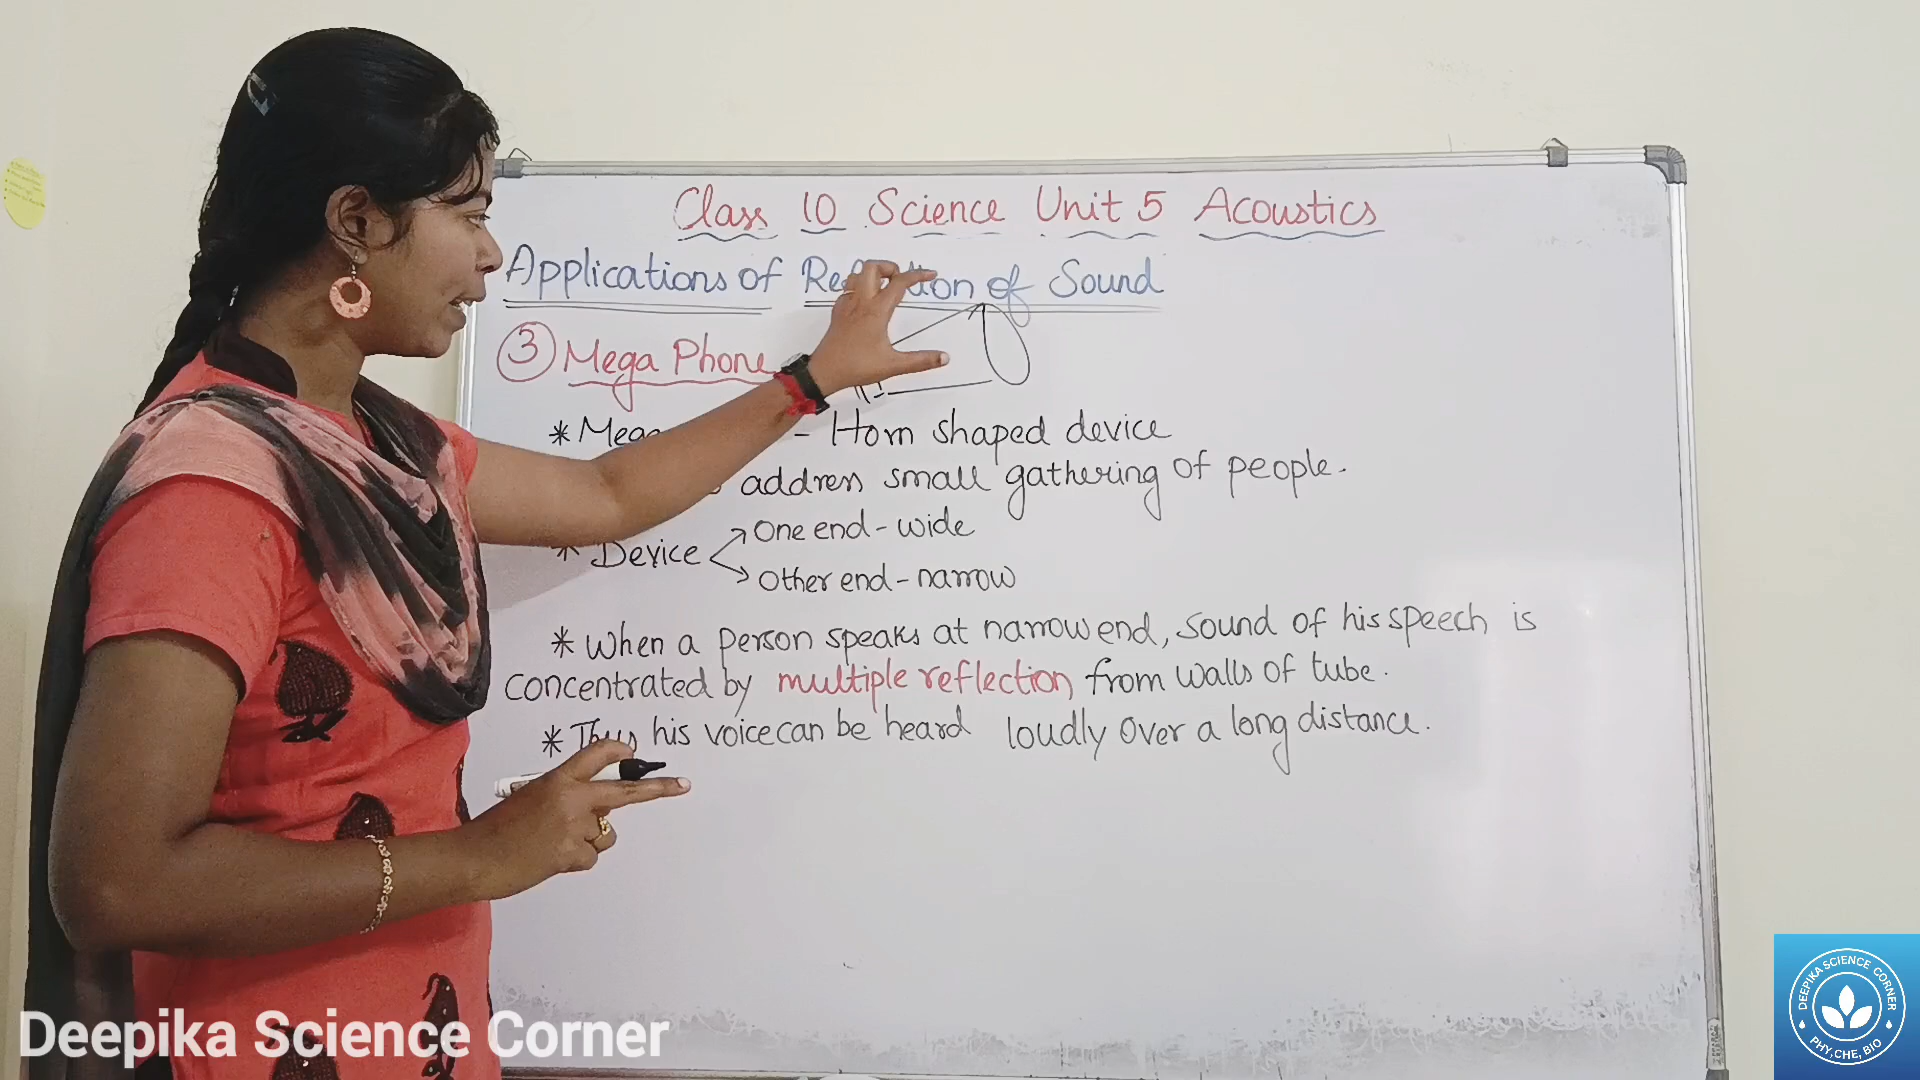 Class 10 Science Unit 5 Acoustics
Applications of Reflection of Sound
3 Mega Phone
* Mega - Horn shaped device
address small gathering of people.
* Device
One end - wide
Other end - narrow
* When a person speaks at narrow end, sound of his speech is
concentrated by multiple reflection from walls of tube.
* Thus his voice can be heard loudly over a long distance.
Deepika Science Corner
DEEPIKA SCIENCE CORNER
PHY, CHE, BIO